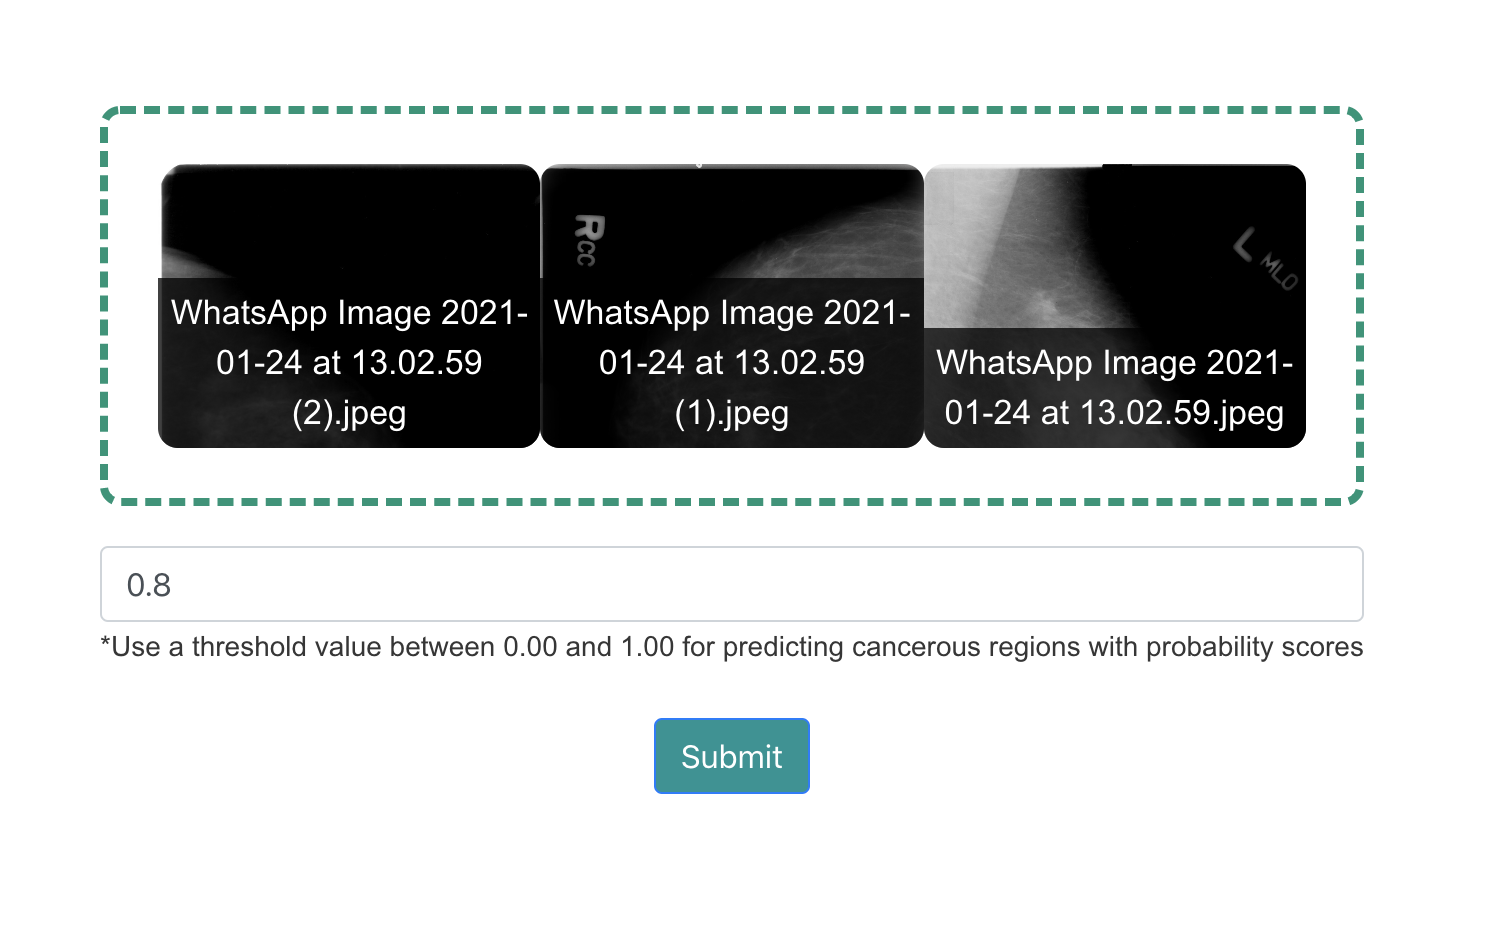 R
CC
L
MLO
WhatsApp Image 2021-
01-24 at 13.02.59
(2).jpeg
WhatsApp Image 2021-
01-24 at 13.02.59
(1).jpeg
WhatsApp Image 2021-
01-24 at 13.02.59.jpeg
0.8
*Use a threshold value between 0.00 and 1.00 for predicting cancerous regions with probability scores
Submit